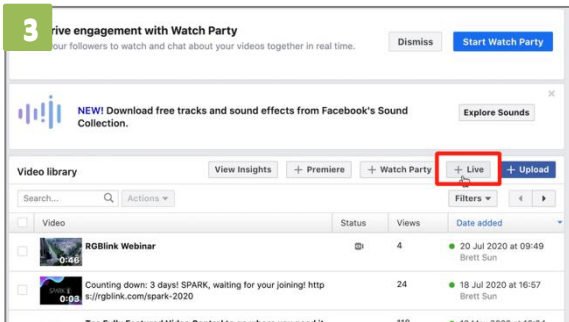 3
rive engagement with Watch Party
your followers to watch and chat about your videos together in real time.
Dismiss
Start Watch Party
NEW! Download free tracks and sound effects from Facebook's Sound
Collection.
Explore Sounds
Video library
View Insights
+ Premiere
+ Watch Party
+ Live
+ Upload
Search...
Actions
Filters
Video
Status
Views
Date added
RGBlink Webinar
4
20 Jul 2020 at 09:49
Brett Sun
0:46
Counting down: 3 days! SPARK, waiting for your joining! http
s://rgblink.com/spark-2020
24
18 Jul 2020 at 16:57
Brett Sun
0:03